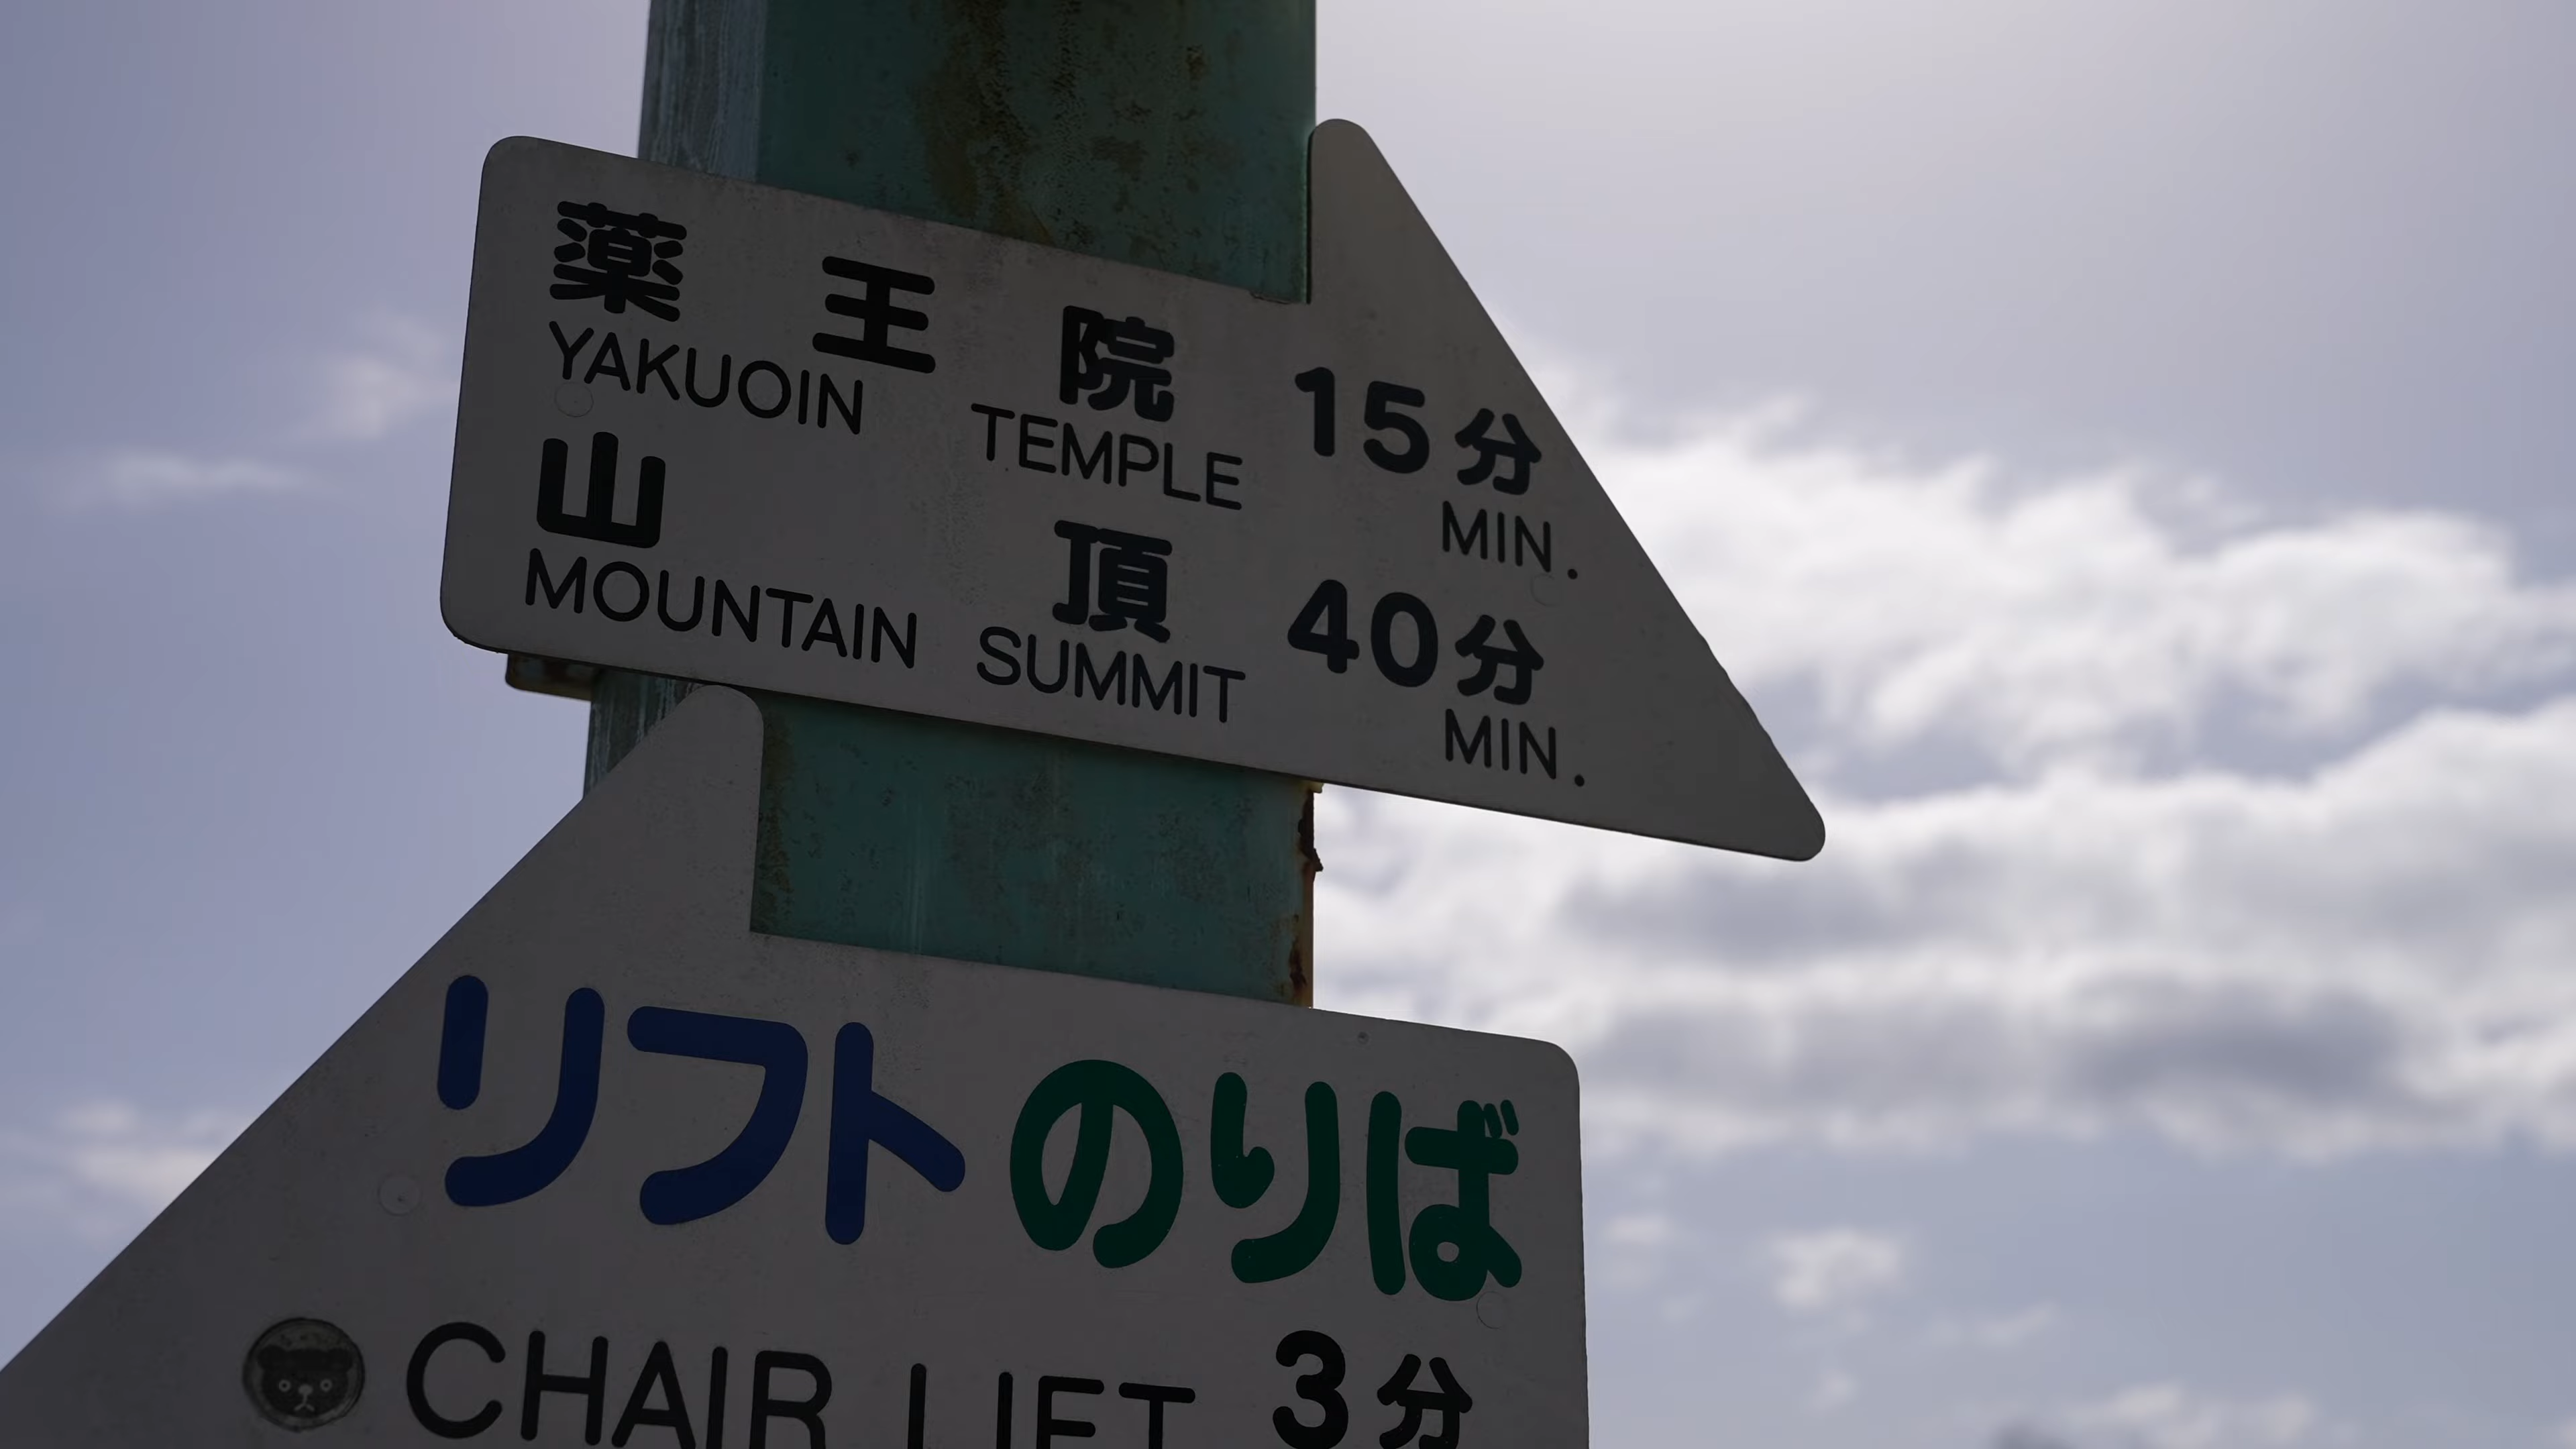 薬王院 15分
YAKUOIN TEMPLE MIN.
山頂 40分
MOUNTAIN SUMMIT MIN.
リフトのりば
CHAIR LIFT 3分